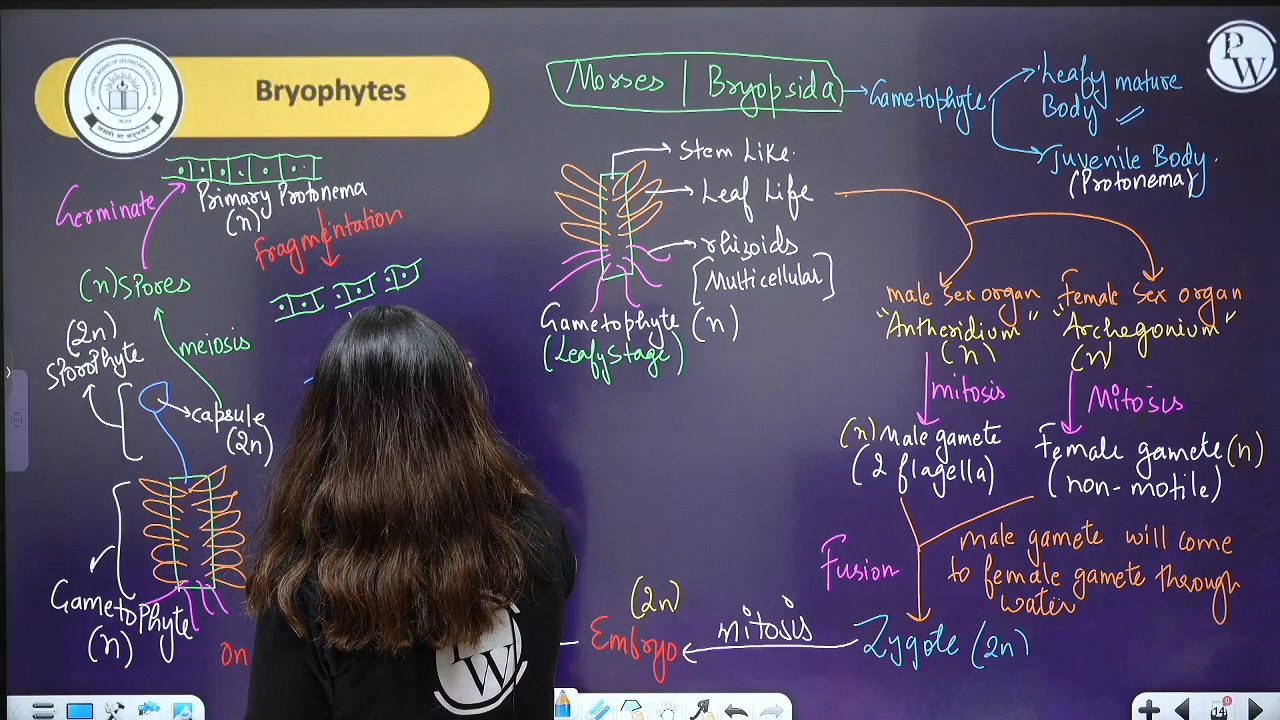 Bryophytes
Mosses | Bryopsida
Gametophyte
Leafy mature
Body
Juvenile Body.
(Protonema)
PW
Germinate
Primary Protonema
(n)
fragmentation
(n) Spores
meiosis
(2n)
Sporophyte
capsule
(2n)
Gametophyte
(n)
on
Stem Like.
Leaf Life
rhizoids
[Multicellular]
Gametophyte (n)
(Leafy Stage)
male Sex organ
"Antheridium"
(n)
mitosis
(n) Male gamete
(2 flagella)
Female Sex organ
"Archegonium"
(n)
Mitosis
Female gamete (n)
(non-motile)
Fusion
male gamete will come
to female gamete through
water
Zygote (2n)
mitosis
(2n)
Embryo
PW
14